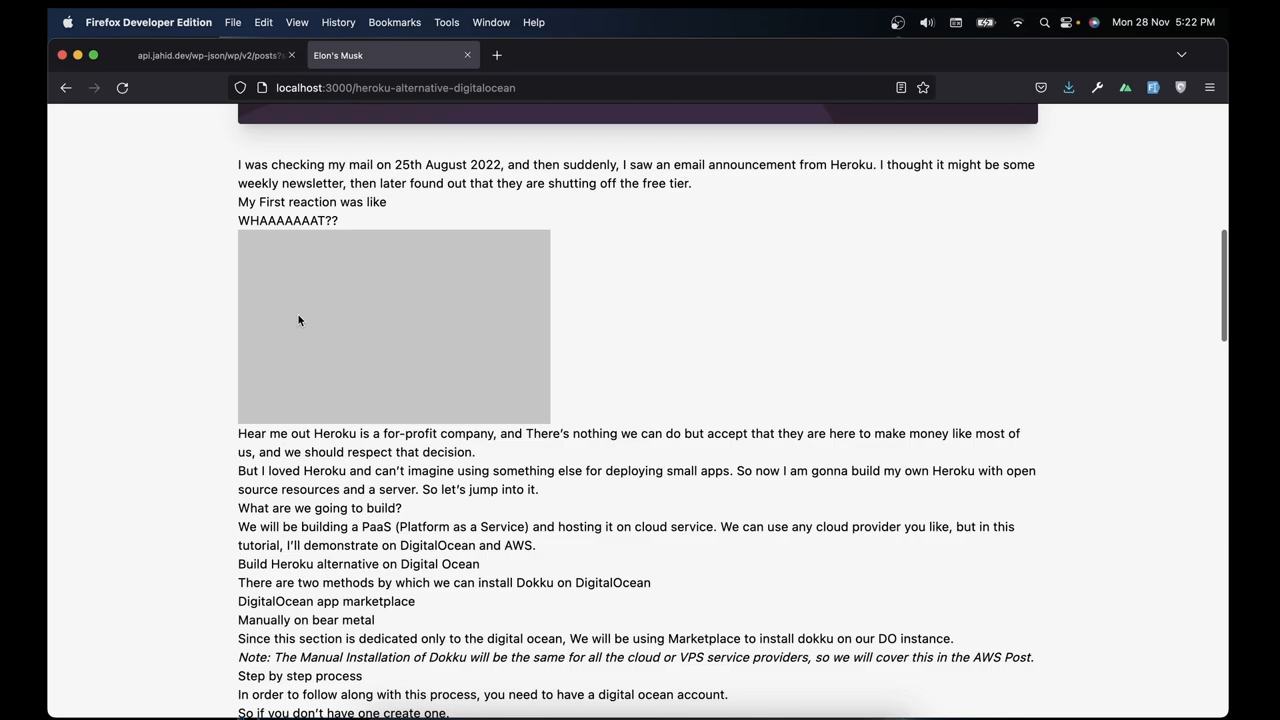 Firefox Developer Edition File Edit View History Bookmarks Tools Window Help Mon 28 Nov 5:22 PM
api.jahid.dev/wp-json/wp/v2/posts?s Elon's Musk
localhost:3000/heroku-alternative-digitalocean
I was checking my mail on 25th August 2022, and then suddenly, I saw an email announcement from Heroku. I thought it might be some
weekly newsletter, then later found out that they are shutting off the free tier.
My First reaction was like
WHAAAAAAAT??
Hear me out Heroku is a for-profit company, and There's nothing we can do but accept that they are here to make money like most of
us, and we should respect that decision.
But I loved Heroku and can't imagine using something else for deploying small apps. So now I am gonna build my own Heroku with open
source resources and a server. So let's jump into it.
What are we going to build?
We will be building a PaaS (Platform as a Service) and hosting it on cloud service. We can use any cloud provider you like, but in this
tutorial, I'll demonstrate on DigitalOcean and AWS.
Build Heroku alternative on Digital Ocean
There are two methods by which we can install Dokku on DigitalOcean
DigitalOcean app marketplace
Manually on bear metal
Since this section is dedicated only to the digital ocean, We will be using Marketplace to install dokku on our DO instance.
Note: The Manual Installation of Dokku will be the same for all the cloud or VPS service providers, so we will cover this in the AWS Post.
Step by step process
In order to follow along with this process, you need to have a digital ocean account.
So if you don't have one create one.